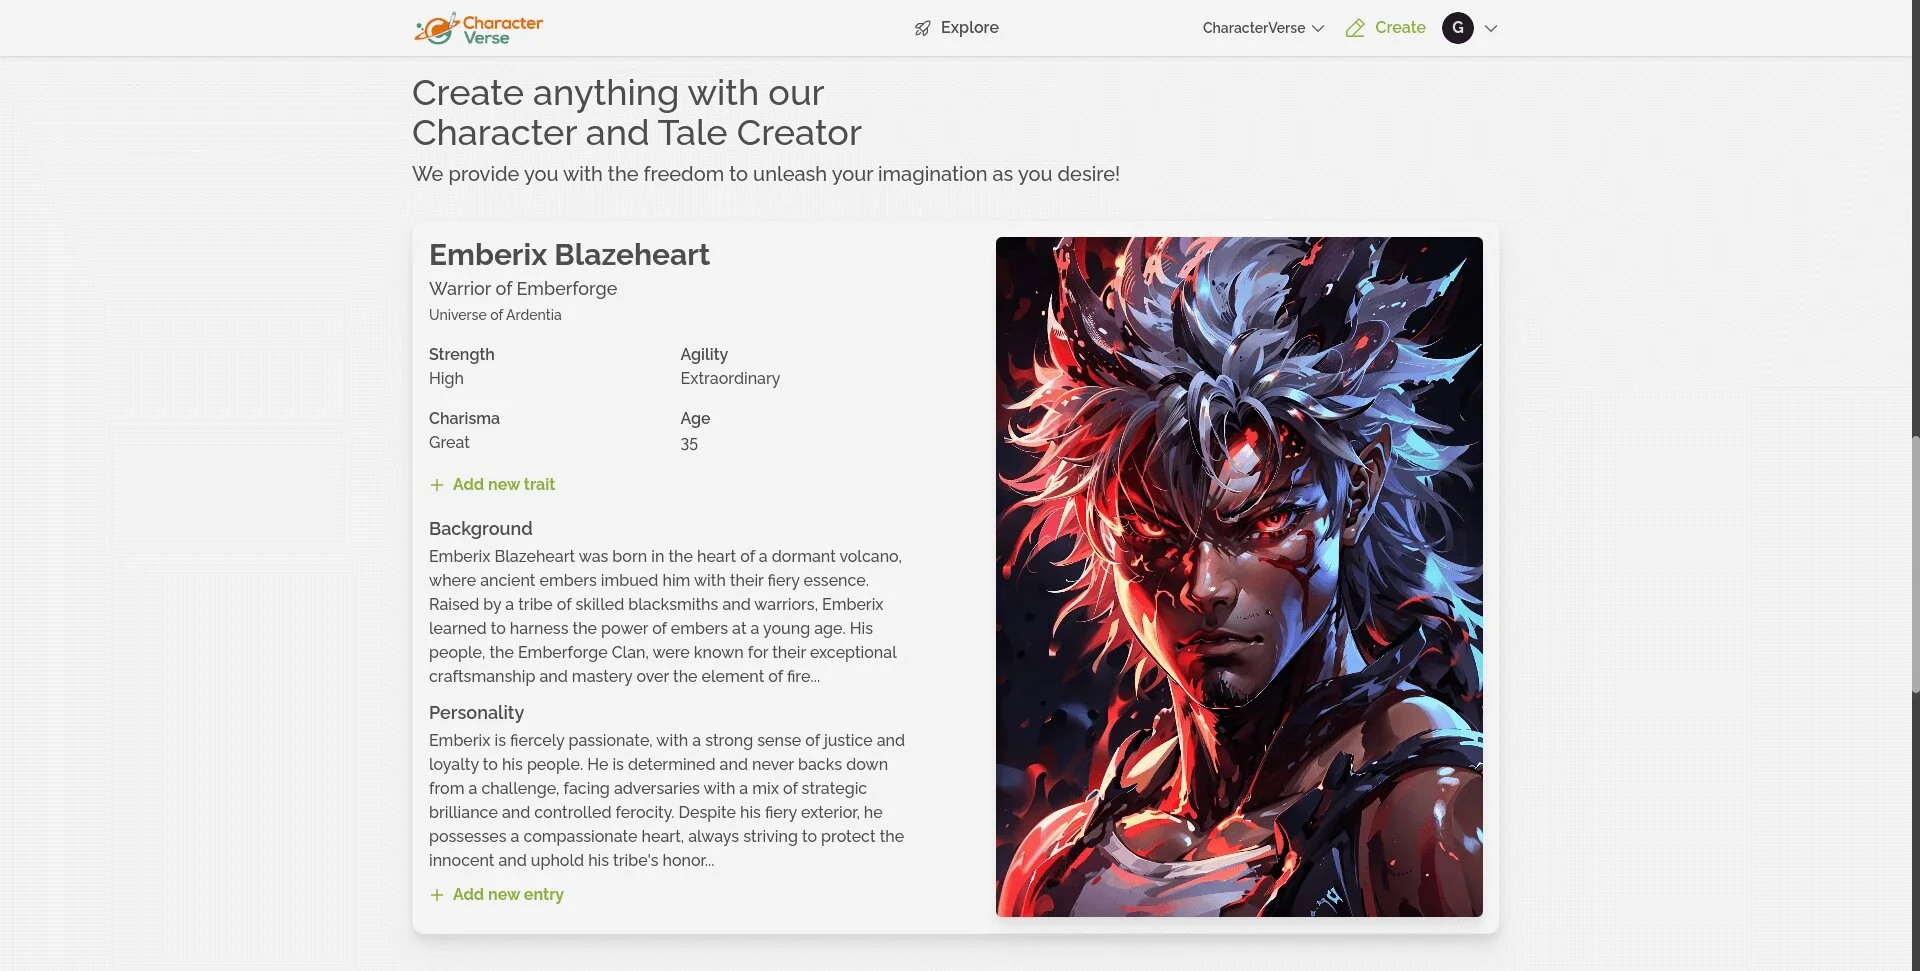 Character
Verse
Explore
CharacterVerse
Create
G
Create anything with our
Character and Tale Creator
We provide you with the freedom to unleash your imagination as you desire!
Emberix Blazeheart
Warrior of Emberforge
Universe of Ardentia
Strength
High
Agility
Extraordinary
Charisma
Great
Age
35
Add new trait
Background
Emberix Blazeheart was born in the heart of a dormant volcano,
where ancient embers imbued him with their fiery essence.
Raised by a tribe of skilled blacksmiths and warriors, Emberix
learned to harness the power of embers at a young age. His
people, the Emberforge Clan, were known for their exceptional
craftsmanship and mastery over the element of fire...
Personality
Emberix is fiercely passionate, with a strong sense of justice and
loyalty to his people. He is determined and never backs down
from a challenge, facing adversaries with a mix of strategic
brilliance and controlled ferocity. Despite his fiery exterior, he
possesses a compassionate heart, always striving to protect the
innocent and uphold his tribe's honor...
Add new entry